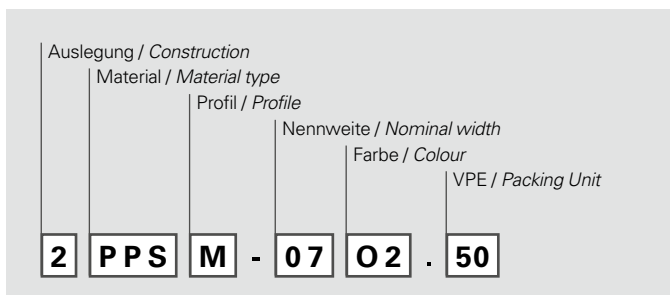 Auslegung / Construction
Material / Material type
Profil / Profile
Nennweite / Nominal width
Farbe / Colour
VPE / Packing Unit
2 PPS M - 07 O2 . 50